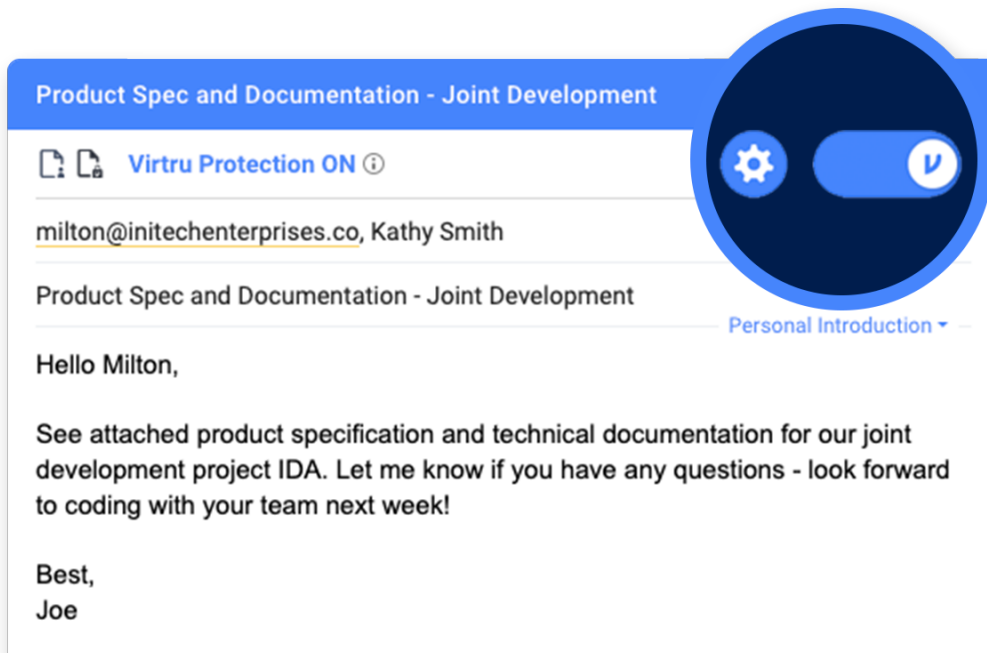 Product Spec and Documentation - Joint Development
Virtru Protection ON
milton@initechenterprises.co, Kathy Smith
Product Spec and Documentation - Joint Development
Personal Introduction
Hello Milton,
See attached product specification and technical documentation for our joint
development project IDA. Let me know if you have any questions - look forward
to coding with your team next week!
Best,
Joe